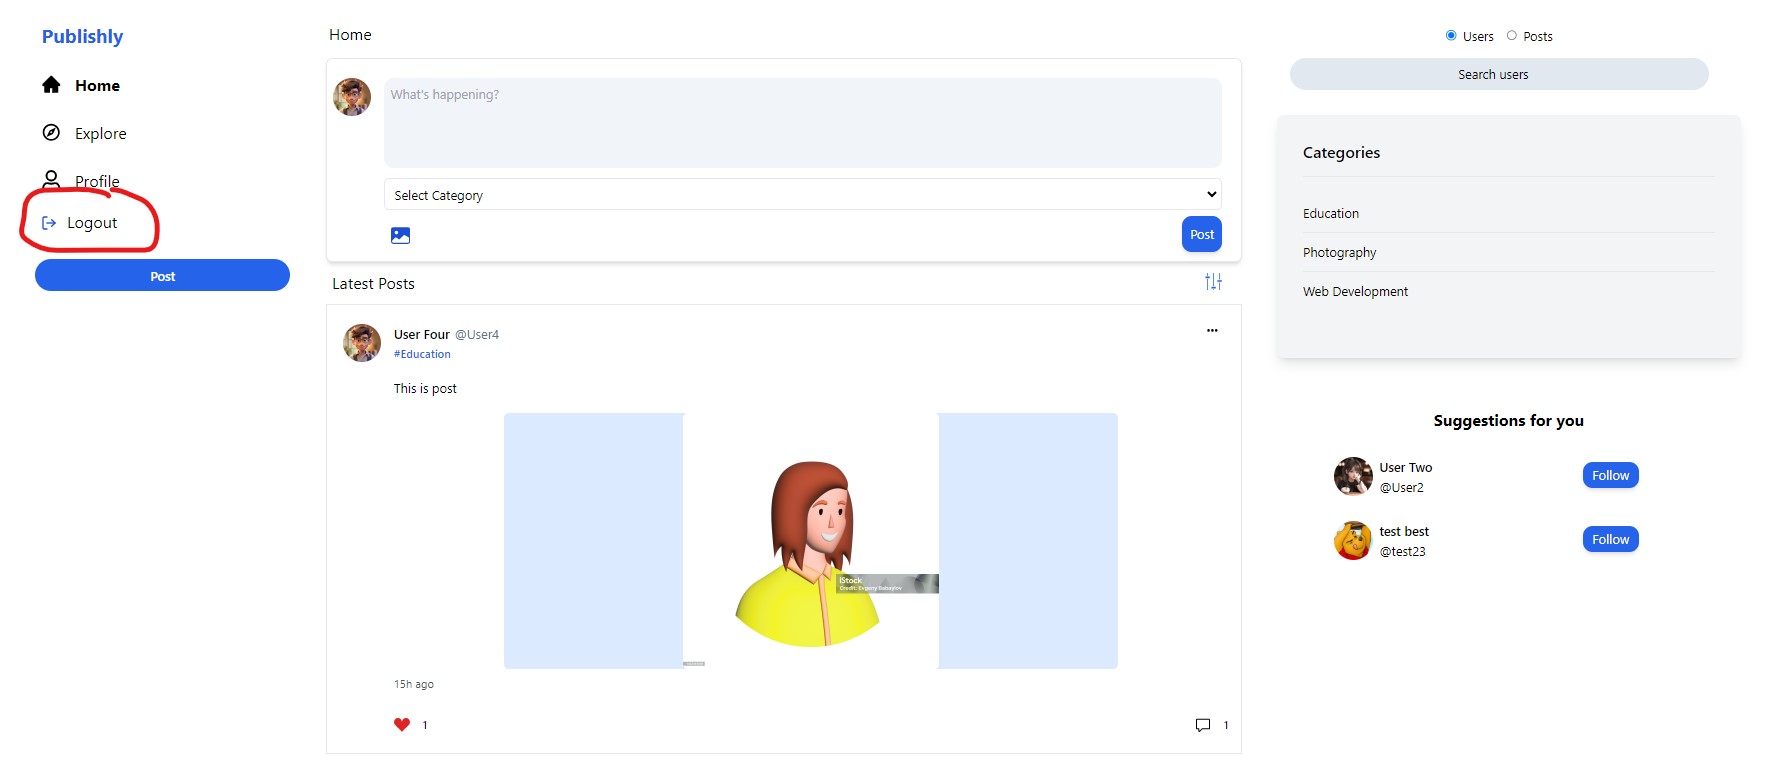 Publishly
Home
Explore
Profile
Logout
Post
Home
What's happening?
Select Category
Post
Latest Posts
User Four @User4
#Education
This is post
iStock
Credit: Evgeny Babaylov
15h ago
1
1
Users Posts
Search users
Categories
Education
Photography
Web Development
Suggestions for you
User Two
@User2
Follow
test best
@test23
Follow